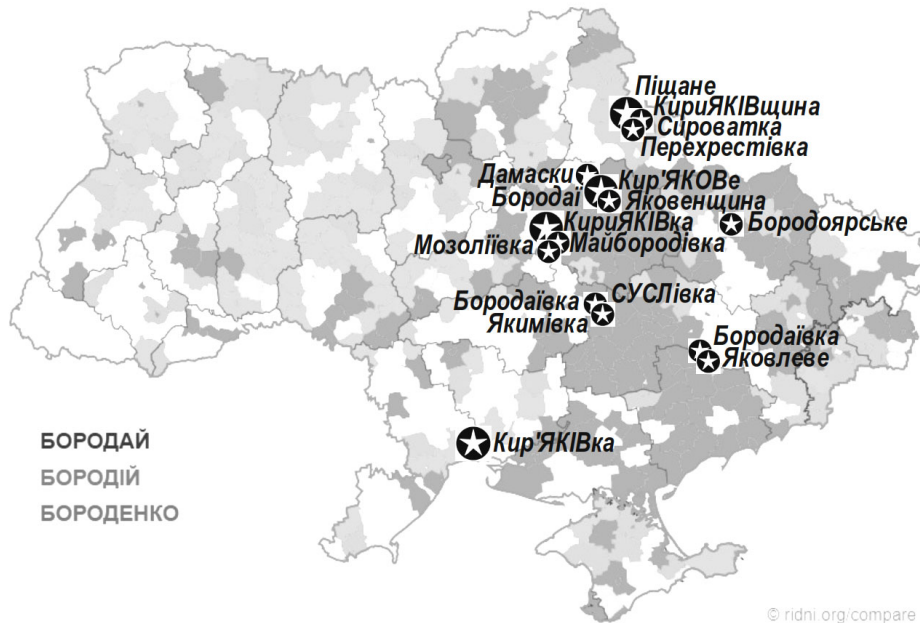 Піщане
КириЯКІВщина
Сироватка
Перехрестівка
Дамаски
Кир'ЯКОВе
Бородаї
Яковенщина
КириЯКІВка
Бородоярське
Мозоліївка
Майбородівка
Бородаївка
СУСЛівка
Якимівка
Бородаївка
Яковлеве
БОРОДАЙ
Кир'ЯКІВка
БОРОДІЙ
БОРОДЕНКО
© ridni.org/compare